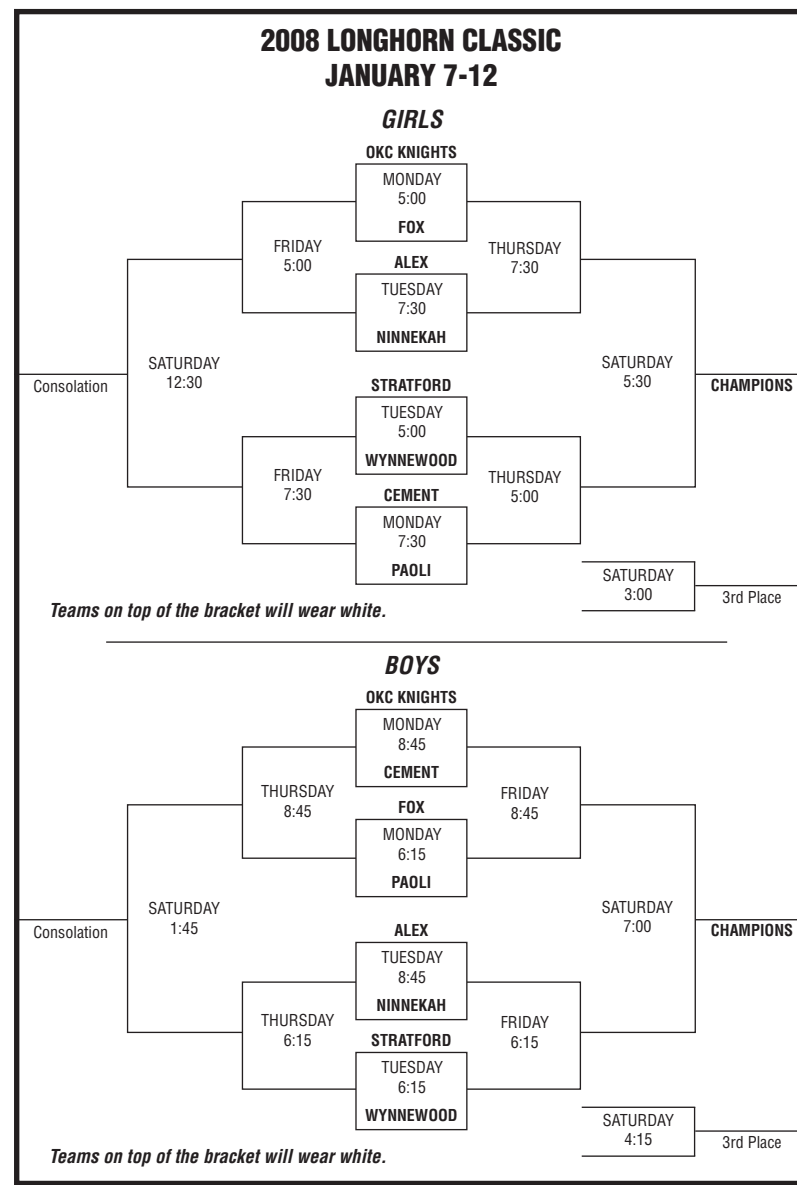 2008 LONGHORN CLASSIC
JANUARY 7-12
GIRLS
OKC KNIGHTS
MONDAY
5:00
FOX
FRIDAY
5:00
THURSDAY
7:30
ALEX
TUESDAY
7:30
NINNEKAH
SATURDAY
12:30
SATURDAY
5:30
Consolation
CHAMPIONS
STRATFORD
TUESDAY
5:00
WYNNEWOOD
FRIDAY
7:30
THURSDAY
5:00
CEMENT
MONDAY
7:30
PAOLI
SATURDAY
3:00
3rd Place
Teams on top of the bracket will wear white.
BOYS
OKC KNIGHTS
MONDAY
8:45
CEMENT
THURSDAY
8:45
FRIDAY
8:45
FOX
MONDAY
6:15
PAOLI
SATURDAY
1:45
SATURDAY
7:00
Consolation
CHAMPIONS
ALEX
TUESDAY
8:45
NINNEKAH
THURSDAY
6:15
FRIDAY
6:15
STRATFORD
TUESDAY
6:15
WYNNEWOOD
SATURDAY
4:15
3rd Place
Teams on top of the bracket will wear white.